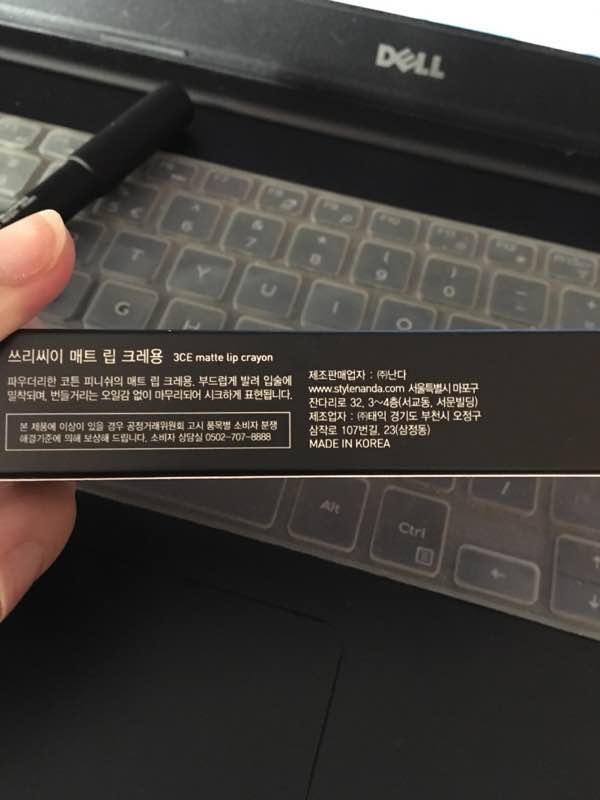 DELL
6
&
7
*
8
(
9
)
0
T
Y
U
I
O
P
G
H
쓰리씨이 매트 립 크레용 3CE matte lip crayon
파우더리한 코튼 피니쉬의 매트 립 크레용. 부드럽게 발려 입술에
밀착되며, 번들거리는 오일감 없이 마무리되어 시크하게 표현됩니다.
본 제품에 이상이 있을 경우 공정거래위원회 고시 품목별 소비자 분쟁
해결기준에 의해 보상해 드립니다. 소비자 상담실 0502-707-8888
제조판매업자 : ㈜난다
www.stylenanda.com 서울특별시 마포구
잔다리로 32, 3~4층(서교동, 서문빌딩)
제조업자 : ㈜태익 경기도 부천시 오정구
삼작로 107번길, 23(삼정동)
MADE IN KOREA
Alt
Ctrl